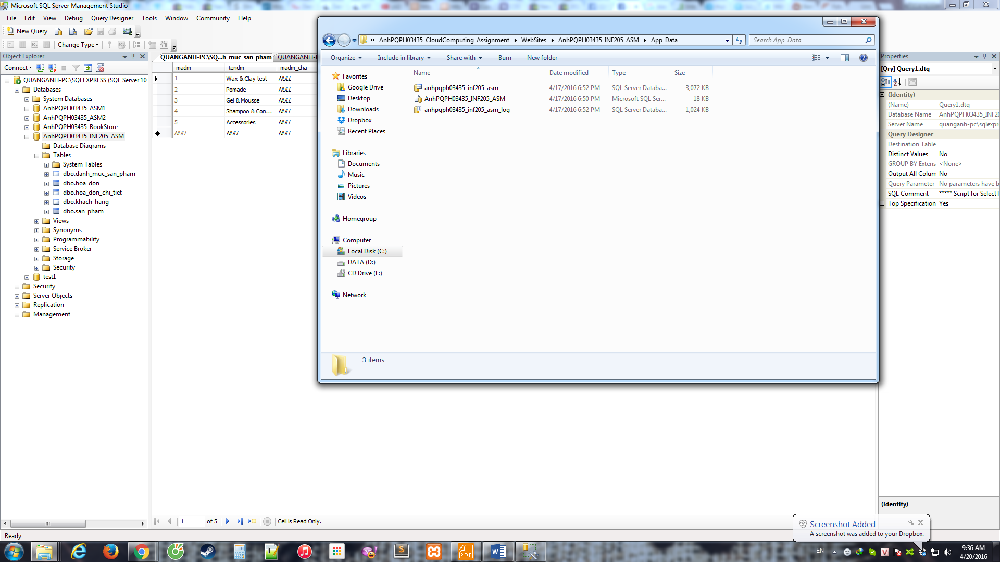 Microsoft SQL Server Management Studio
File Edit View Debug Query Designer Tools Window Community Help
New Query
Change Type
Object Explorer
Connect
QUANGANH-PC\SQLEXPRESS (SQL Server 10
Databases
System Databases
AnhPQPH03435_ASM1
AnhPQPH03435_ASM2
AnhPQPH03435_BookStore
AnhPQPH03435_INF205_ASM
Database Diagrams
Tables
System Tables
dbo.danh_muc_san_pham
dbo.hoa_don
dbo.hoa_don_chi_tiet
dbo.khach_hang
dbo.san_pham
Views
Synonyms
Programmability
Service Broker
Storage
Security
test1
Security
Server Objects
Replication
Management
QUANGANH-PC\SQ...h_muc_san_pham QUANGANH-
madm tendm madm_cha
1 Wax & Clay test NULL
2 Pomade NULL
3 Gel & Mousse NULL
4 Shampoo & Con... NULL
5 Accessories NULL
NULL NULL NULL
1 of 5 Cell is Read Only.
« AnhPQPH03435_CloudComputing_Assignment WebSites AnhPQPH03435_INF205_ASM App_Data
Search App_Data
Organize Include in library Share with Burn New folder
Favorites
Google Drive
Desktop
Downloads
Dropbox
Recent Places
Libraries
Documents
Music
Pictures
Videos
Homegroup
Computer
Local Disk (C:)
DATA (D:)
CD Drive (F:)
Network
Name Date modified Type Size
anhpqph03435_inf205_asm 4/17/2016 6:52 PM SQL Server Databa... 3,072 KB
AnhPQPH03435_INF205_ASM 4/17/2016 6:50 PM Microsoft SQL Ser... 18 KB
anhpqph03435_inf205_asm_log 4/17/2016 6:52 PM SQL Server Databa... 1,024 KB
3 items
Properties
[Qry] Query1.dtq
(Identity)
(Name) Query1.dtq
Database Name AnhPQPH03435_INF20
Server Name quanganh-pc\sqlexpre
Query Designer
Destination Table
Distinct Values No
GROUP BY Extens <None>
Output All Colum No
Query Parameter No parameters have b
SQL Comment ***** Script for SelectT
Top Specification Yes
(Identity)
Screenshot Added
A screenshot was added to your Dropbox.
Ready
PDF
EN
9:36 AM
4/20/2016